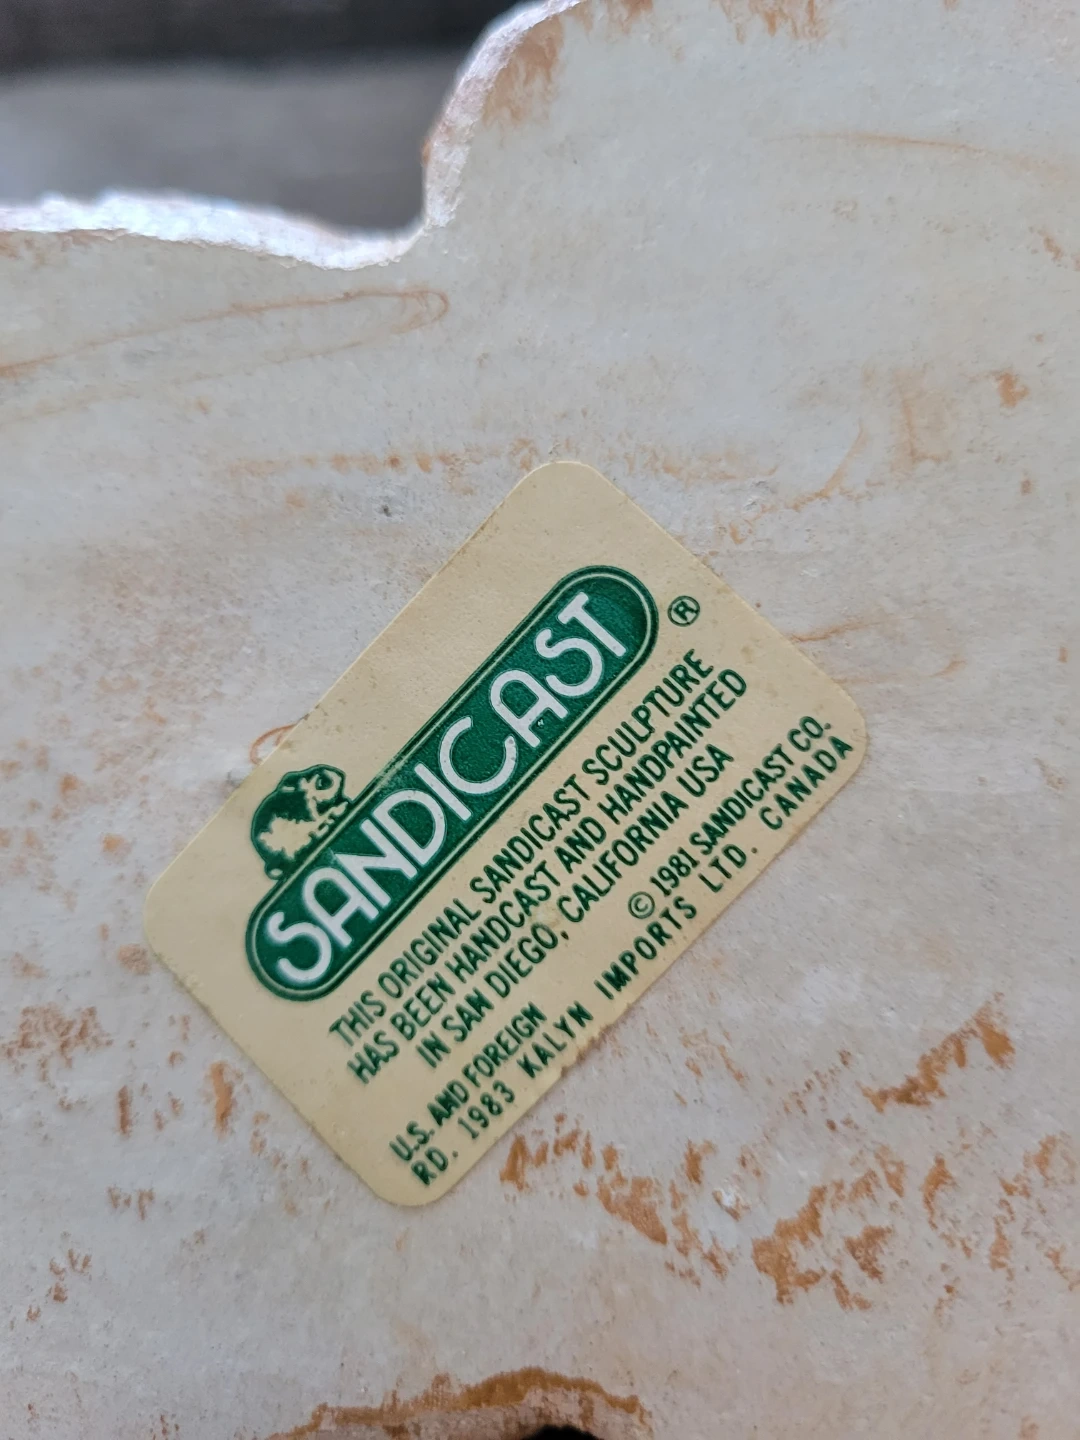 SANDICAST ®
THIS ORIGINAL SANDICAST SCULPTURE
HAS BEEN HANDCAST AND HANDPAINTED
IN SAN DIEGO, CALIFORNIA USA
U.S. AND FOREIGN © 1981 SANDICAST CO.
RD. 1983 KALYN IMPORTS LTD. CANADA